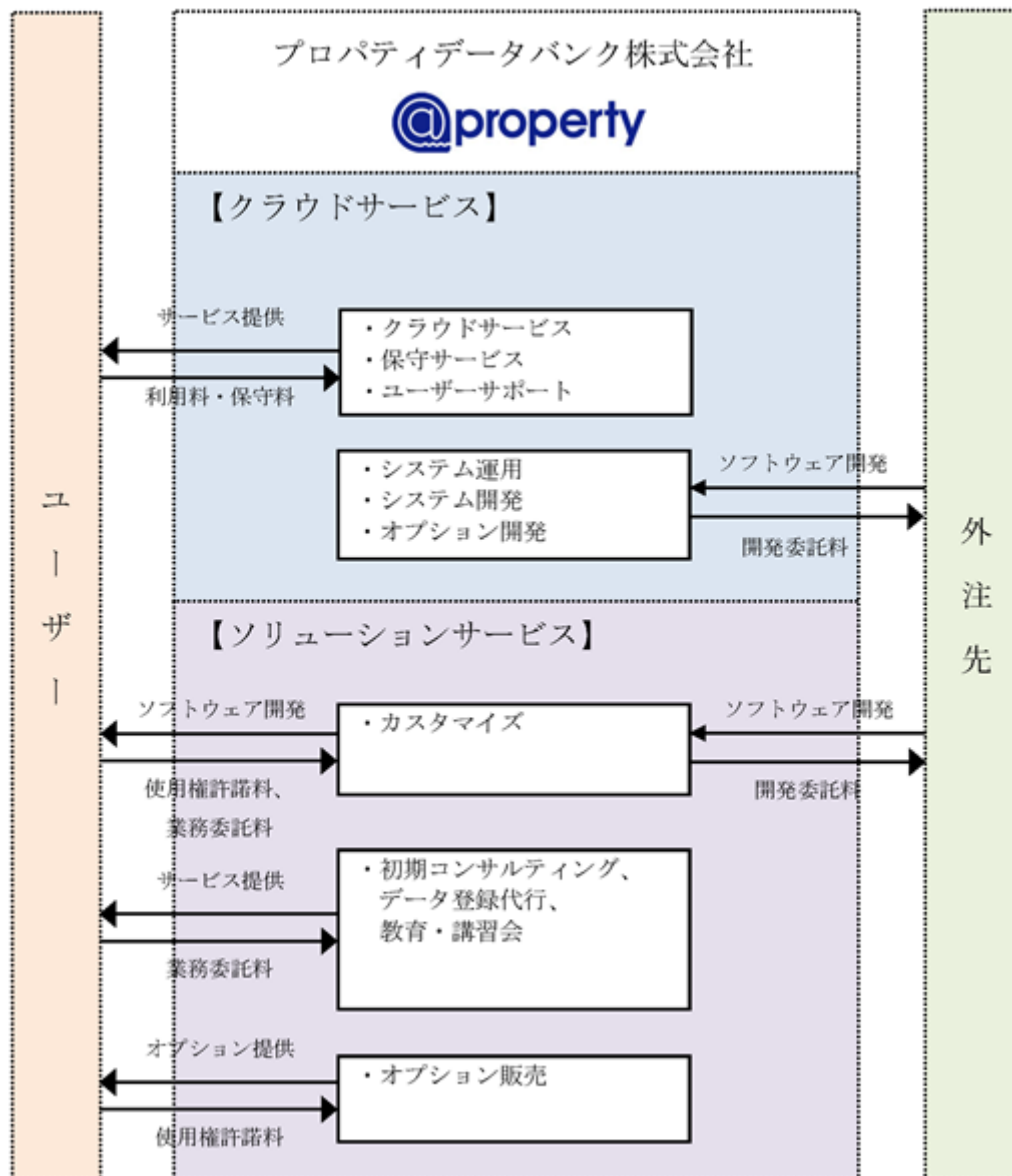 プロパティデータバンク株式会社
@property
【クラウドサービス】
サービス提供
利用料・保守料
・クラウドサービス
・保守サービス
・ユーザーサポート
・システム運用
・システム開発
・オプション開発
ソフトウェア開発
開発委託料
ユーザー
外注先
【ソリューションサービス】
ソフトウェア開発
使用権許諾料、
業務委託料
・カスタマイズ
ソフトウェア開発
開発委託料
サービス提供
業務委託料
・初期コンサルティング、
データ登録代行、
教育・講習会
オプション提供
使用権許諾料
・オプション販売